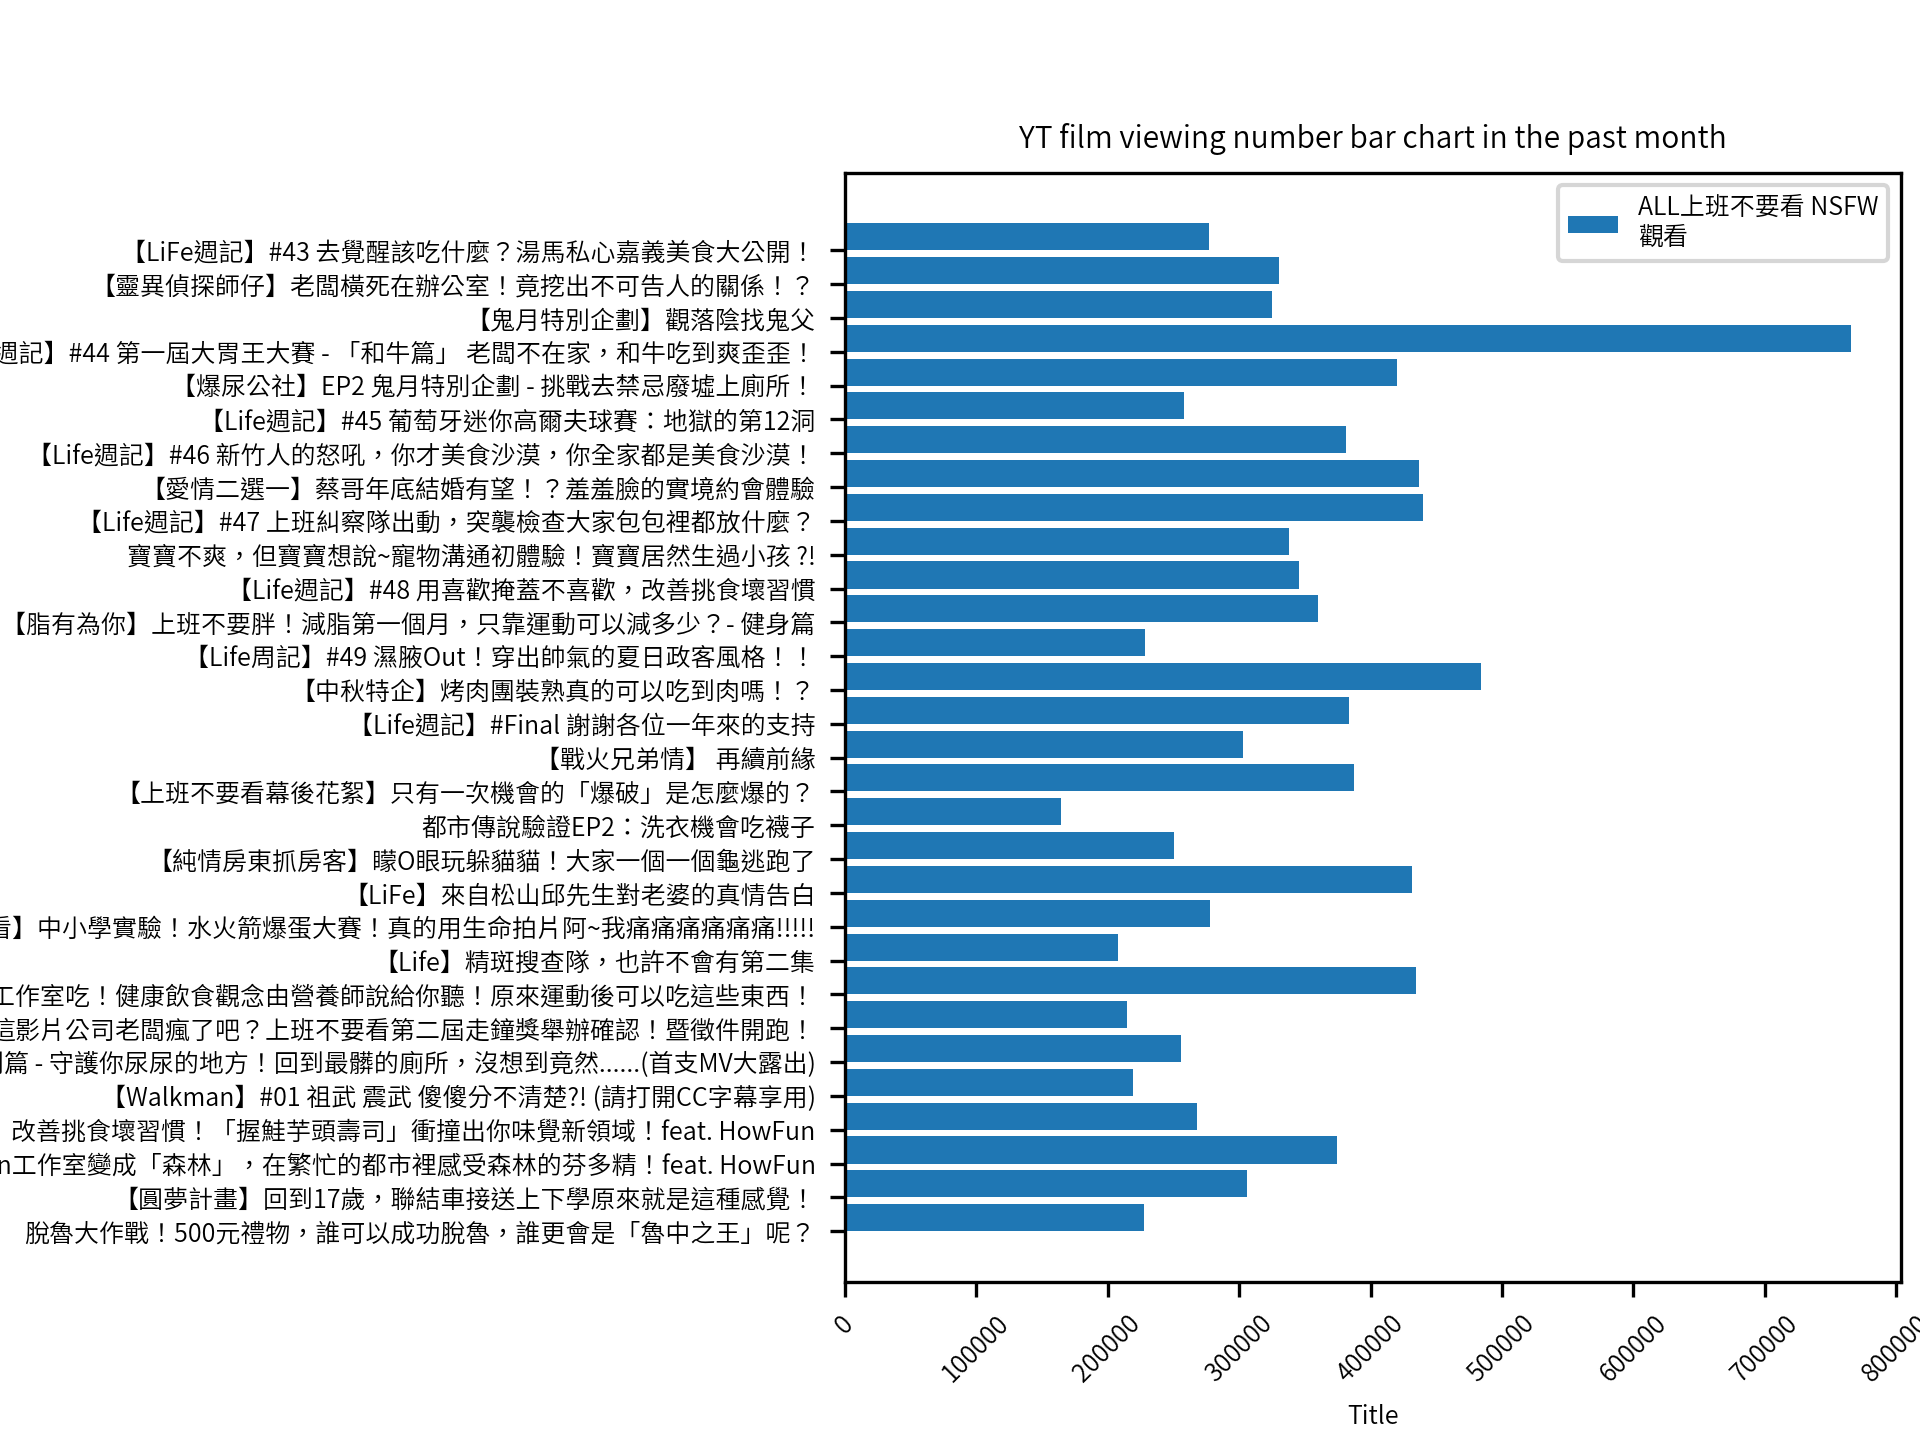 YT film viewing number bar chart in the past month
ALL上班不要看 NSFW
觀看
【LiFe週記】#43 去覺醒該吃什麼？湯馬私心嘉義美食大公開！
【靈異偵探師仔】老闆橫死在辦公室！竟挖出不可告人的關係！？
【鬼月特別企劃】觀落陰找鬼父
週記】#44 第一屆大胃王大賽 - 「和牛篇」 老闆不在家，和牛吃到爽歪歪！
【爆尿公社】EP2 鬼月特別企劃 - 挑戰去禁忌廢墟上廁所！
【Life週記】#45 葡萄牙迷你高爾夫球賽：地獄的第12洞
【Life週記】#46 新竹人的怒吼，你才美食沙漠，你全家都是美食沙漠！
【愛情二選一】蔡哥年底結婚有望！？羞羞臉的實境約會體驗
【Life週記】#47 上班糾察隊出動，突襲檢查大家包包裡都放什麼？
寶寶不爽，但寶寶想說~寵物溝通初體驗！寶寶居然生過小孩 ?!
【Life週記】#48 用喜歡掩蓋不喜歡，改善挑食壞習慣
【脂有為你】上班不要胖！減脂第一個月，只靠運動可以減多少？- 健身篇
【Life周記】#49 濕腋Out！穿出帥氣的夏日政客風格！！
【中秋特企】烤肉團裝熟真的可以吃到肉嗎！？
【Life週記】#Final 謝謝各位一年來的支持
【戰火兄弟情】 再續前緣
【上班不要看幕後花絮】只有一次機會的「爆破」是怎麼爆的？
都市傳說驗證EP2：洗衣機會吃襪子
【純情房東抓房客】矇O眼玩躲貓貓！大家一個一個龜逃跑了
【LiFe】來自松山邱先生對老婆的真情告白
看】中小學實驗！水火箭爆蛋大賽！真的用生命拍片阿~我痛痛痛痛痛痛!!!!!
【Life】精斑搜查隊，也許不會有第二集
工作室吃！健康飲食觀念由營養師說給你聽！原來運動後可以吃這些東西！
這影片公司老闆瘋了吧？上班不要看第二屆走鐘獎舉辦確認！暨徵件開跑！
篇 - 守護你尿尿的地方！回到最髒的廁所，沒想到竟然......(首支MV大露出)
【Walkman】#01 祖武 震武 傻傻分不清楚?! (請打開CC字幕享用)
改善挑食壞習慣！「握鮭芋頭壽司」衝撞出你味覺新領域！feat. HowFun
n工作室變成「森林」，在繁忙的都市裡感受森林的芬多精！feat. HowFun
【圓夢計畫】回到17歲，聯結車接送上下學原來就是這種感覺！
脫魯大作戰！500元禮物，誰可以成功脫魯，誰更會是「魯中之王」呢？
0
100000
200000
300000
400000
500000
600000
700000
800000
Title